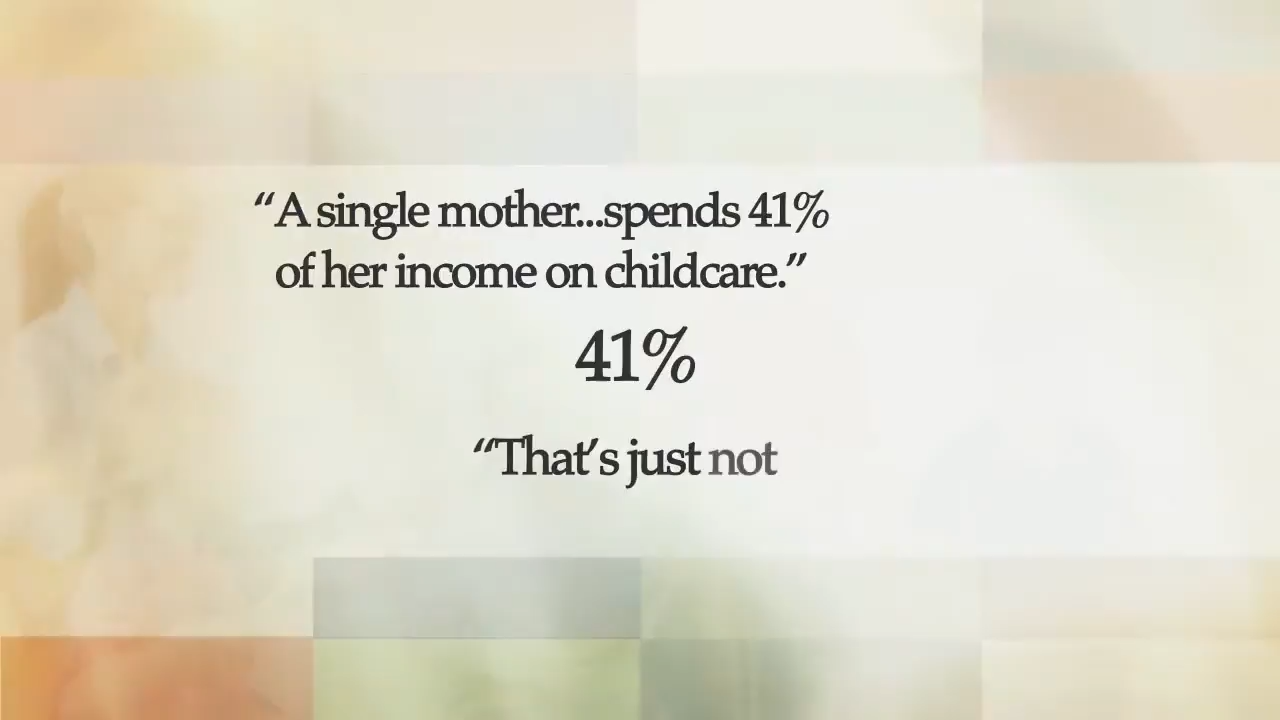 “A single mother...spends 41%
of her income on childcare.”
41%
“That’s just not